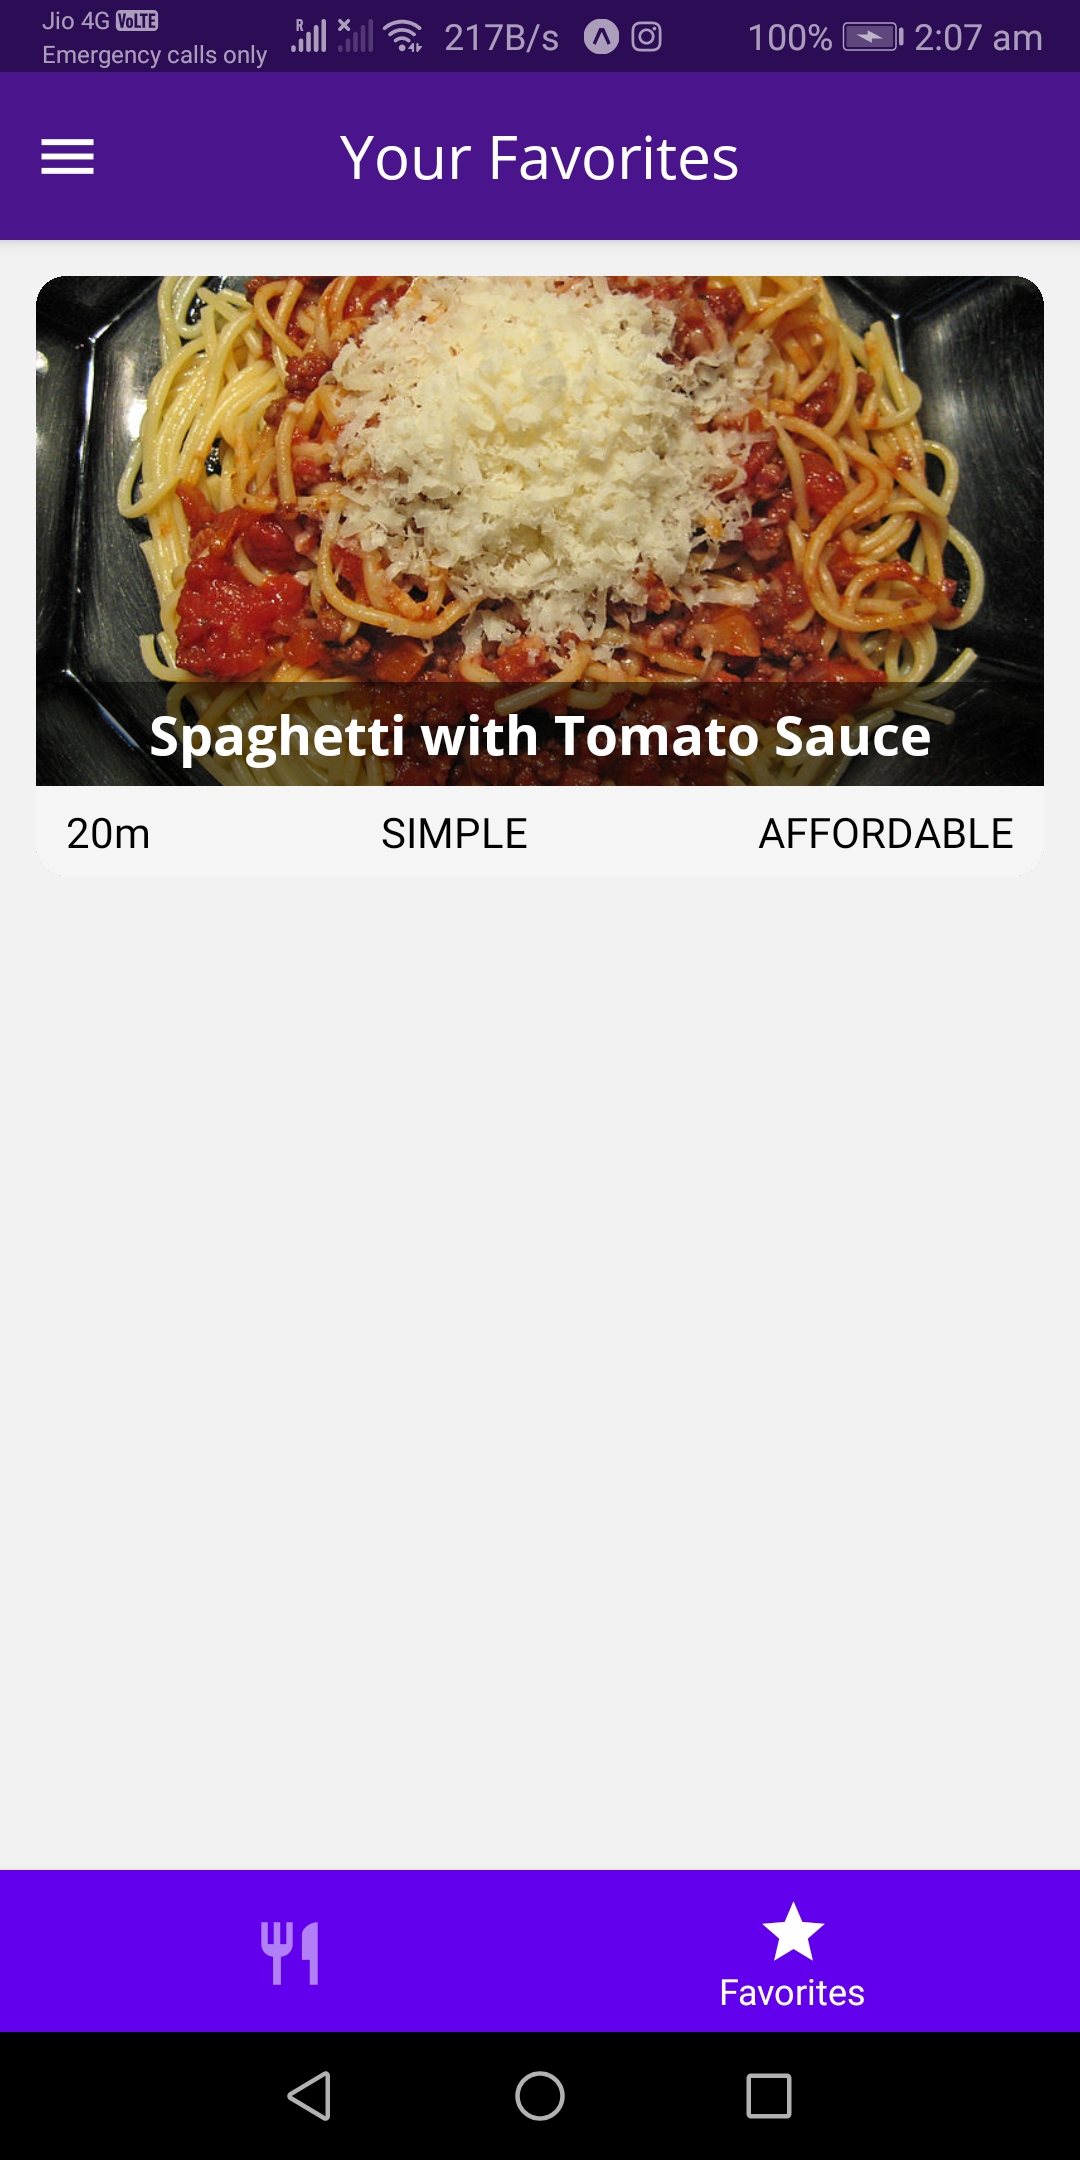 Jio 4G VoLTE
Emergency calls only
R
217B/s
100%
2:07 am
Your Favorites
Spaghetti with Tomato Sauce
20m SIMPLE AFFORDABLE
Favorites